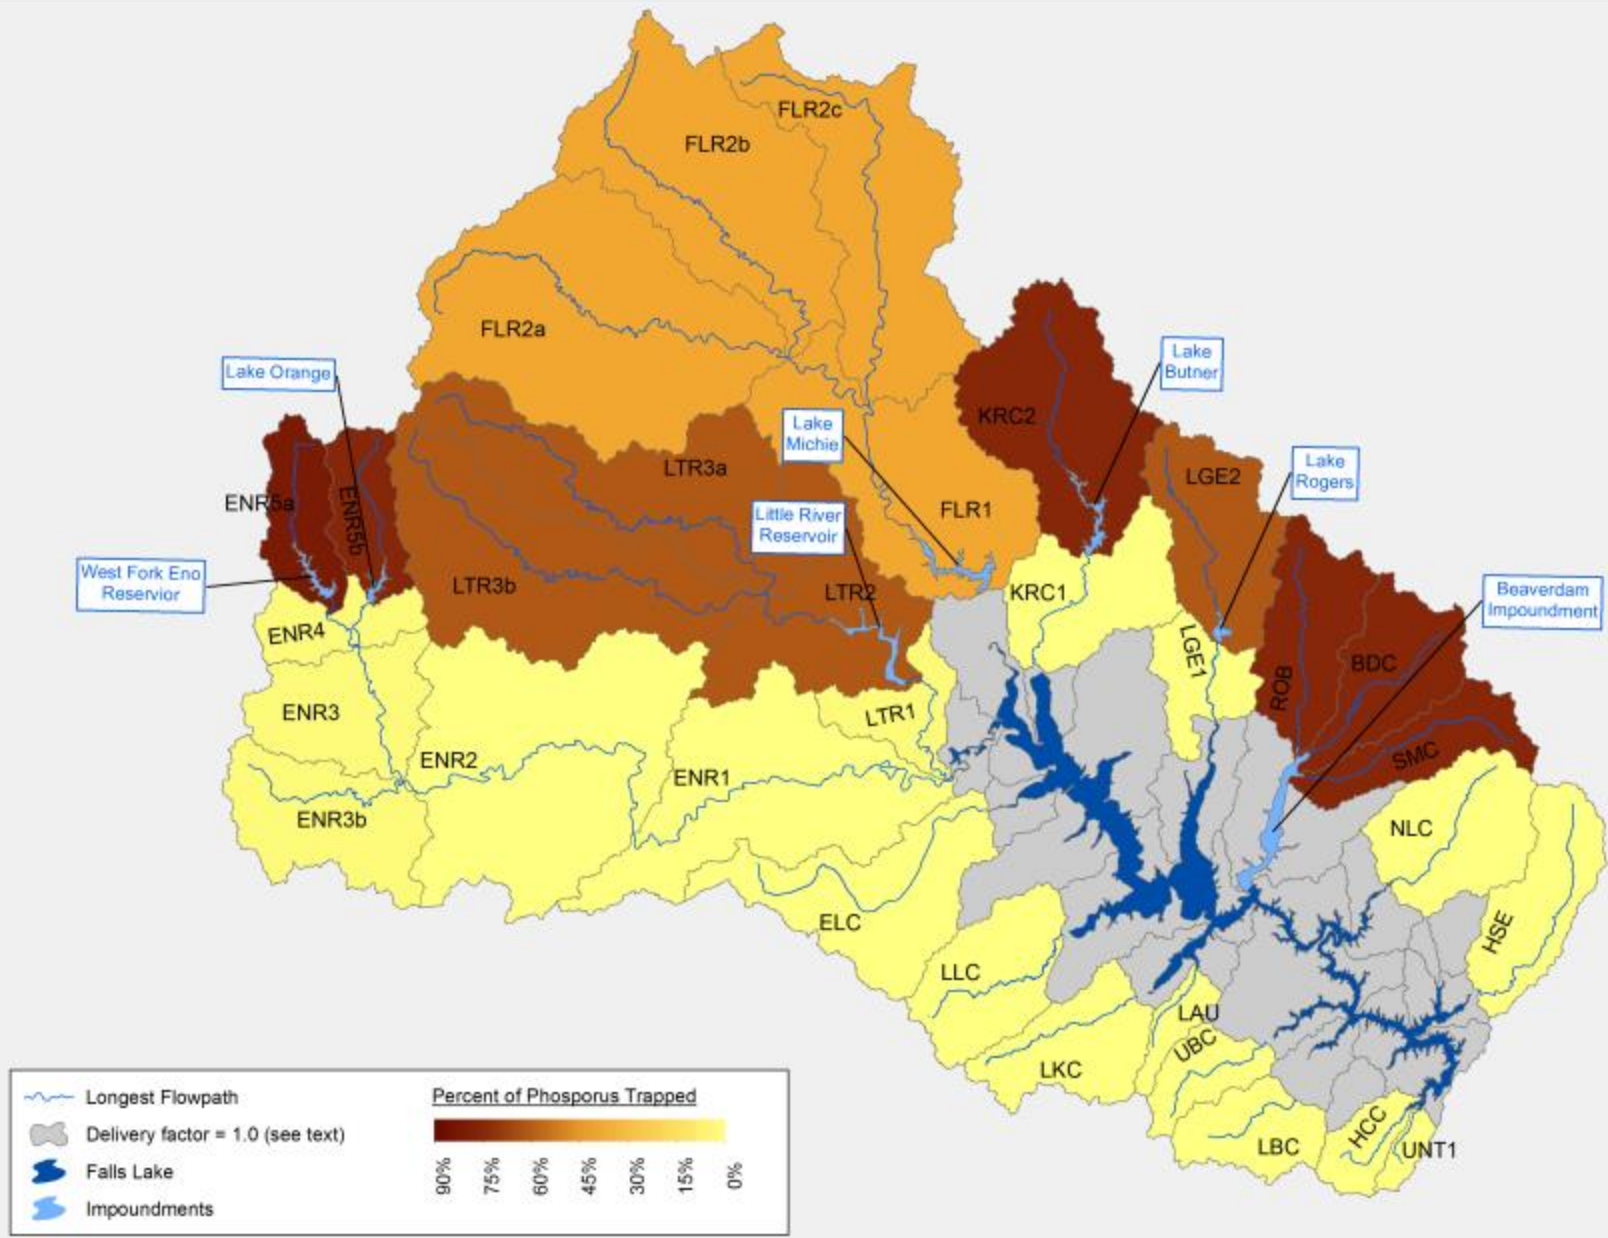 FLR2c
FLR2b
FLR2a
Lake Orange
Lake
Butner
KRC2
Lake
Michie
LTR3a
LGE2
Lake
Rogers
ENR5a
ENR5b
FLR1
Little River
Reservoir
West Fork Eno
Reservior
LTR3b
LTR2
KRC1
Beaverdam
Impoundment
ENR4
LGE1
BDC
ROB
ENR3
LTR1
ENR2
ENR1
SMC
ENR3b
NLC
ELC
HSE
LLC
LAU
UBC
LKC
HCC
LBC
UNT1
Longest Flowpath
Delivery factor = 1.0 (see text)
Falls Lake
Impoundments
Percent of Phosporus Trapped
90%
75%
60%
45%
30%
15%
0%